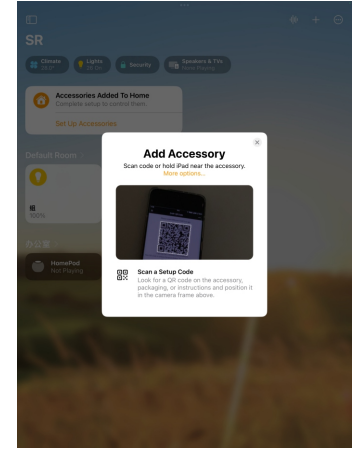 SR
Climate
Lights
Security
Speakers & TVs
Accessories Added To Home
Complete setup to control them.
Set Up Accessories
Default Room
100%
办公室
HomePod
Not Playing
Add Accessory
Scan code or hold iPad near the accessory.
More options...
Scan a Setup Code
Look for a QR code on the accessory,
packaging, or instructions and position it
in the camera frame above.